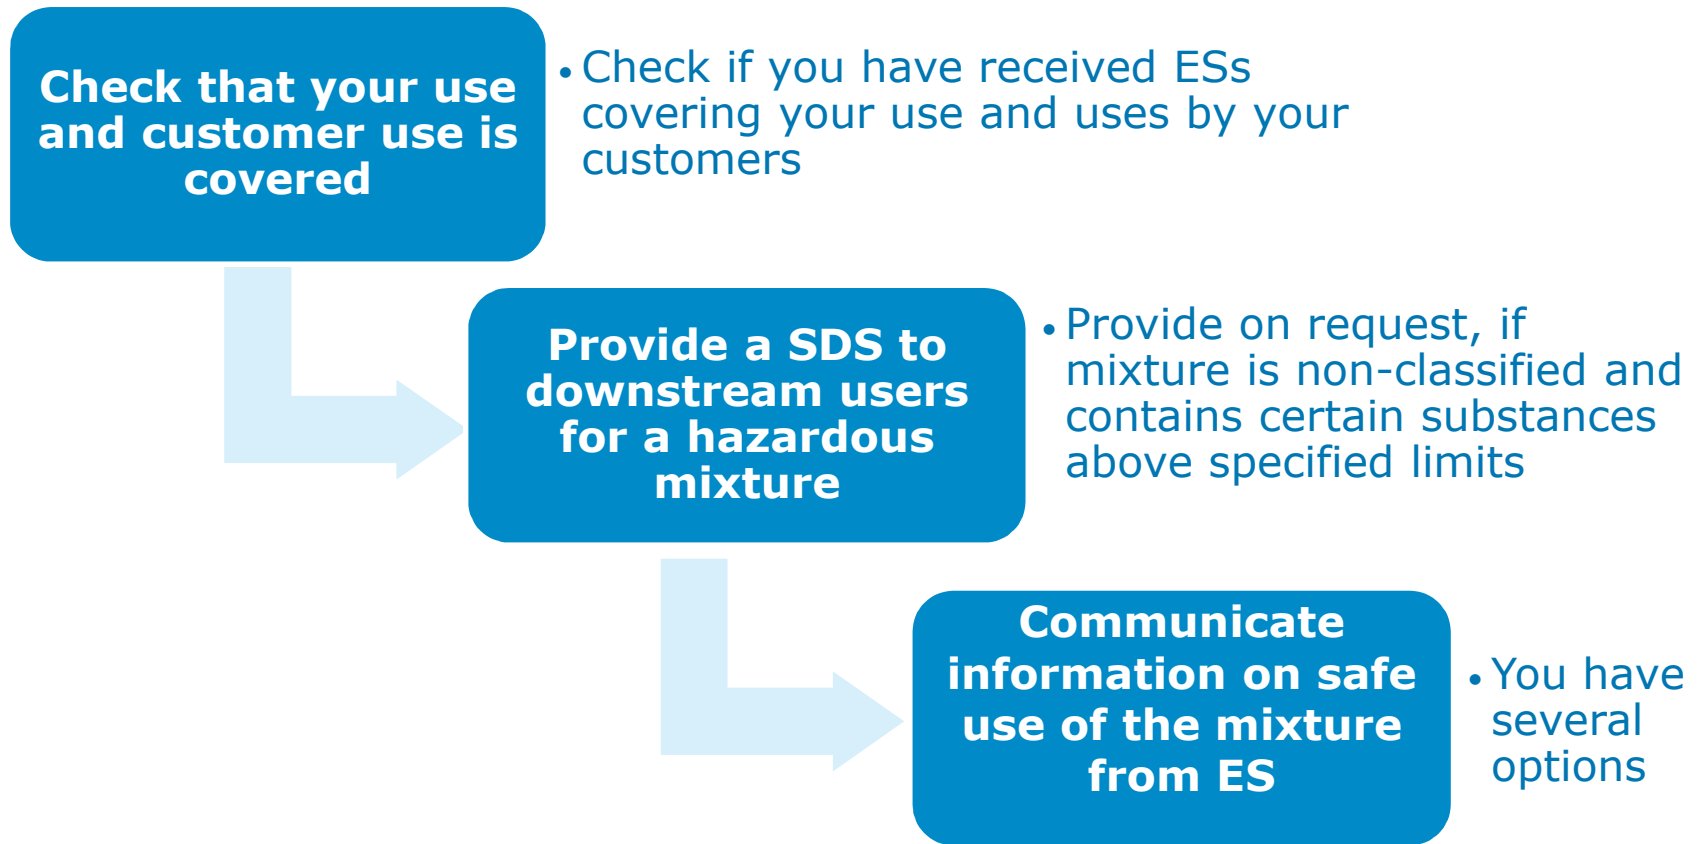 Check that your use
and customer use is
covered
• Check if you have received ESs
covering your use and uses by your
customers
Provide a SDS to
downstream users
for a hazardous
mixture
• Provide on request, if
mixture is non-classified and
contains certain substances
above specified limits
Communicate
information on safe
use of the mixture
from ES
• You have
several
options